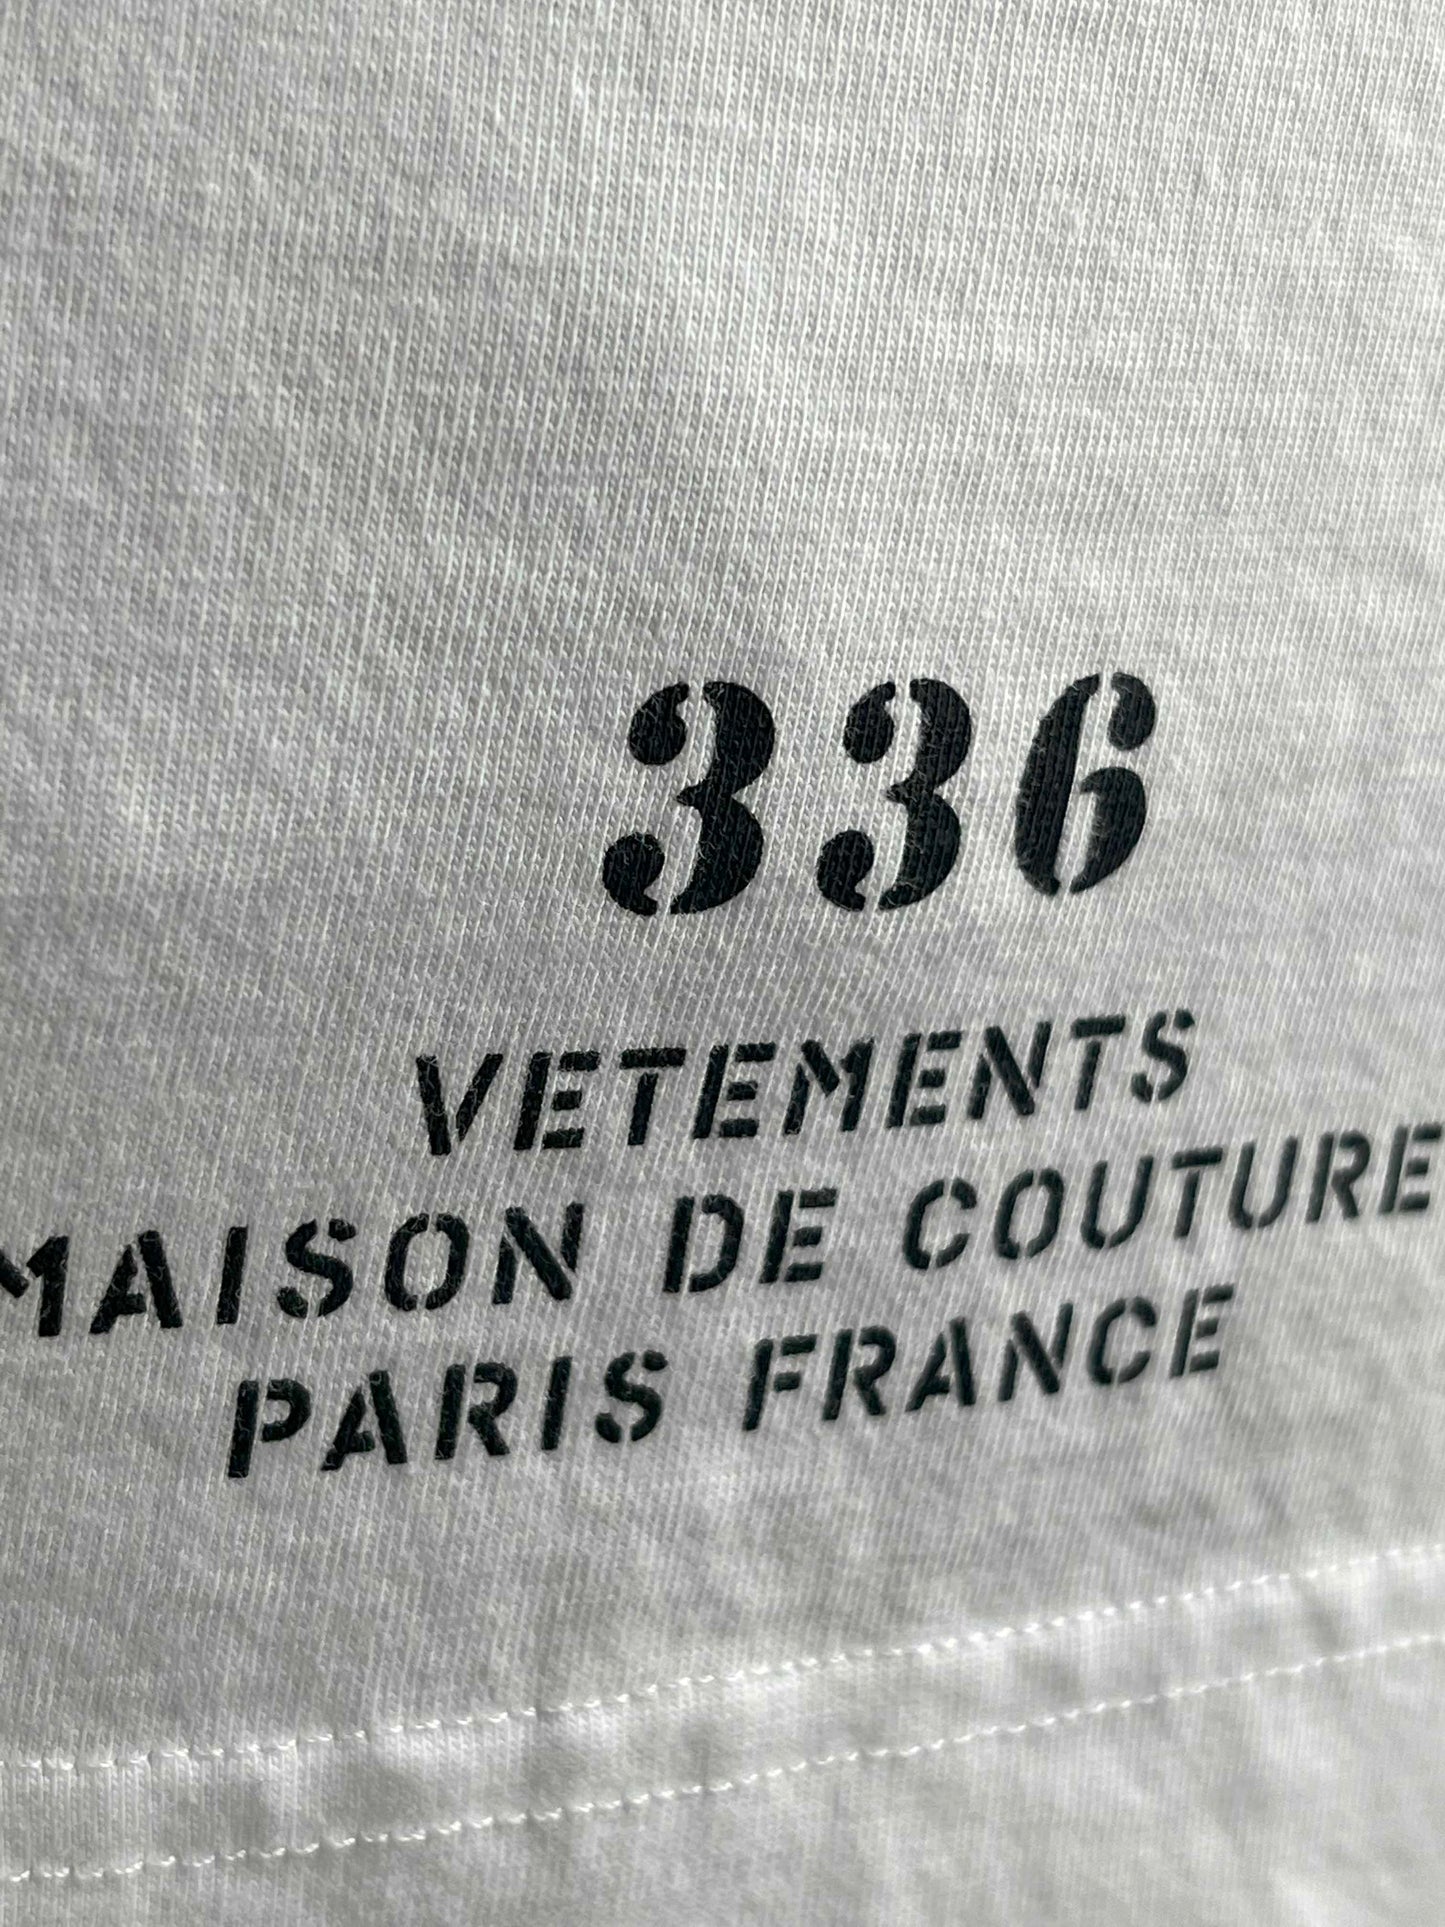 336
VETEMENTS
MAISON DE COUTURE
PARIS FRANCE